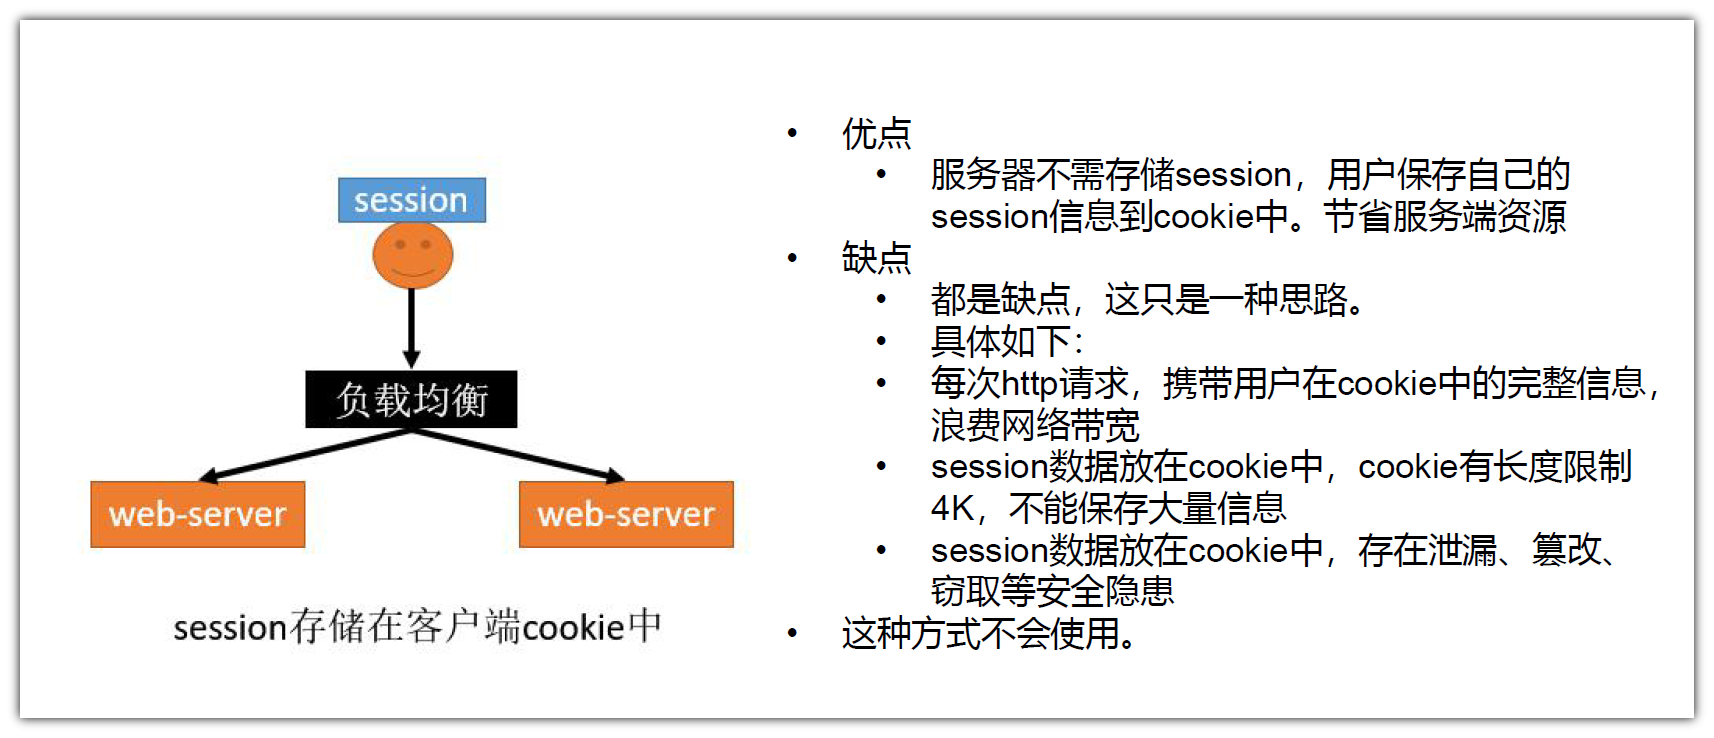 session
负载均衡
web-server
web-server
session存储在客户端cookie中
• 优点
• 服务器不需存储session，用户保存自己的
session信息到cookie中。节省服务端资源
• 缺点
• 都是缺点，这只是一种思路。
• 具体如下：
• 每次http请求，携带用户在cookie中的完整信息，
浪费网络带宽
• session数据放在cookie中，cookie有长度限制
4K，不能保存大量信息
• session数据放在cookie中，存在泄漏、篡改、
窃取等安全隐患
• 这种方式不会使用。